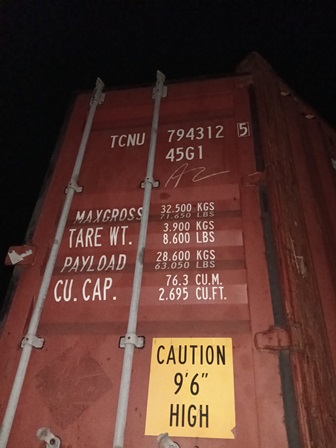 TCNU 794312 5
45G1
AZ
MAXGROSS 32.500 KGS
71.650 LBS
TARE WT. 3.900 KGS
8.600 LBS
PAYLOAD 28.600 KGS
63.050 LBS
CU. CAP. 76.3 CU.M.
2.695 CU.FT.
CAUTION
9'6"
HIGH